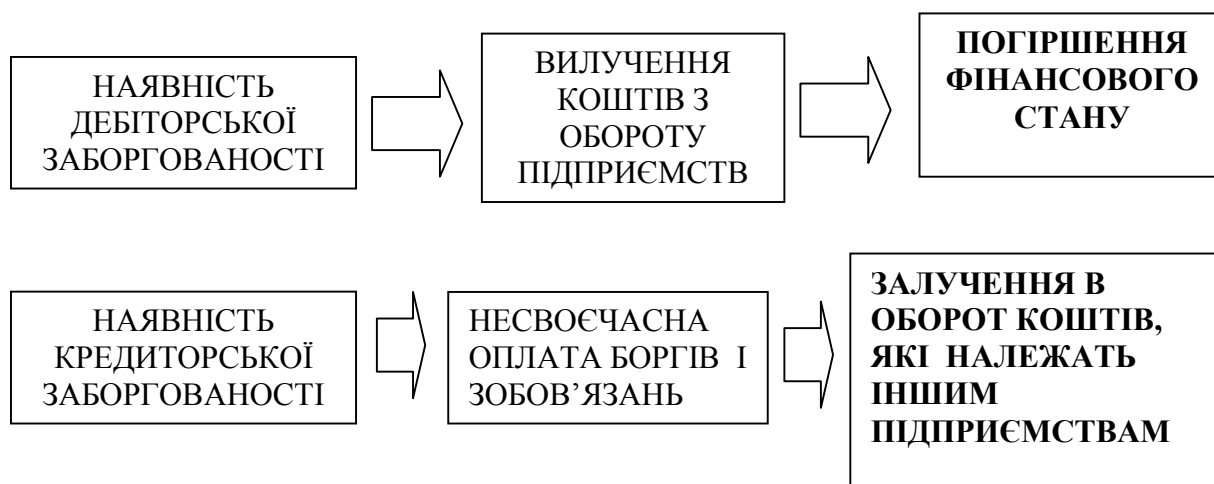 НАЯВНІСТЬ
ДЕБІТОРСЬКОЇ
ЗАБОРГОВАНОСТІ
ВИЛУЧЕННЯ
КОШТІВ З
ОБОРОТУ
ПІДПРИЄМСТВ
ПОГІРШЕННЯ
ФІНАНСОВОГО
СТАНУ
НАЯВНІСТЬ
КРЕДИТОРСЬКОЇ
ЗАБОРГОВАНОСТІ
НЕСВОЄЧАСНА
ОПЛАТА БОРГІВ І
ЗОБОВ’ЯЗАНЬ
ЗАЛУЧЕННЯ В
ОБОРОТ КОШТІВ,
ЯКІ НАЛЕЖАТЬ
ІНШИМ
ПІДПРИЄМСТВАМ